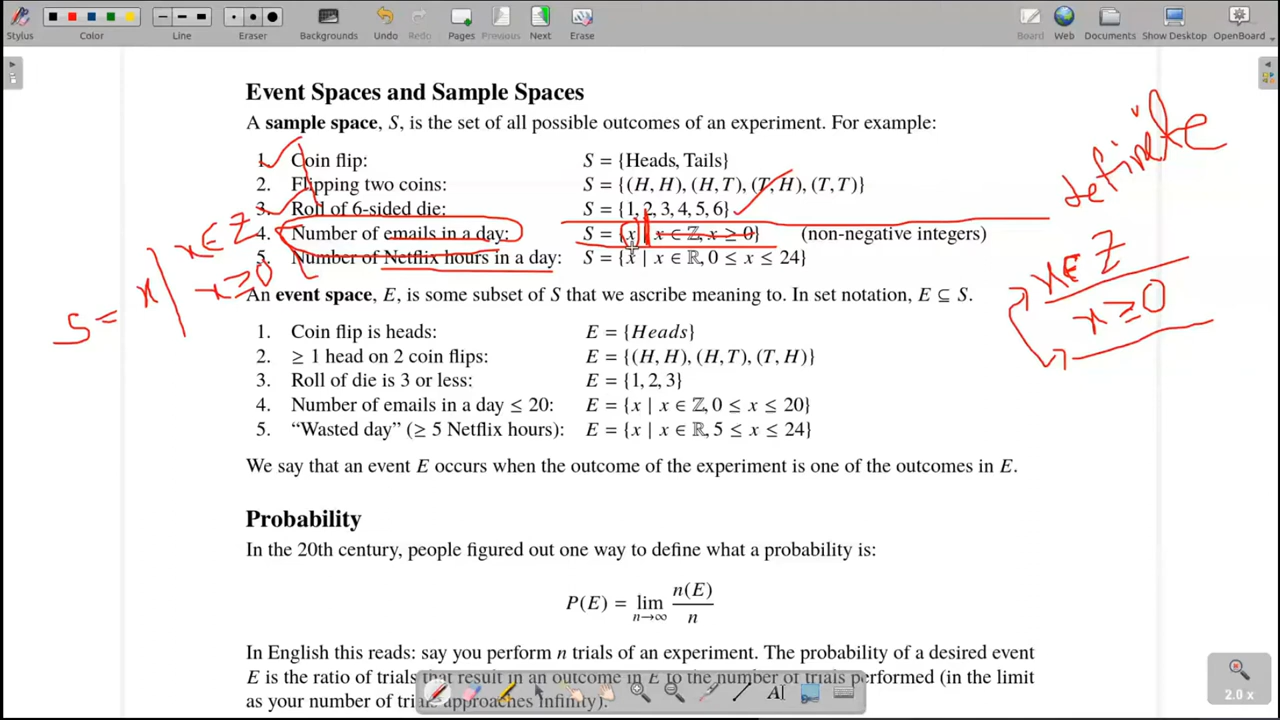 Stylus Color Line Eraser Backgrounds Undo Redo Pages Previous Next Erase Board Web Documents Show Desktop OpenBoard
Event Spaces and Sample Spaces
A sample space, S, is the set of all possible outcomes of an experiment. For example:
1. Coin flip: S = {Heads, Tails}
2. Flipping two coins: S = {(H, H), (H, T), (T, H), (T, T)}
3. Roll of 6-sided die: S = {1, 2, 3, 4, 5, 6}
4. Number of emails in a day: S = {x | x ∈ ℤ, x ≥ 0} (non-negative integers)
5. Number of Netflix hours in a day: S = {x | x ∈ ℝ, 0 ≤ x ≤ 24}
S = x | x ∈ Z
x ≥ 0
x ∈ Z
x ≥ 0
An event space, E, is some subset of S that we ascribe meaning to. In set notation, E ⊆ S.
1. Coin flip is heads: E = {Heads}
2. ≥ 1 head on 2 coin flips: E = {(H, H), (H, T), (T, H)}
3. Roll of die is 3 or less: E = {1, 2, 3}
4. Number of emails in a day ≤ 20: E = {x | x ∈ ℤ, 0 ≤ x ≤ 20}
5. “Wasted day” (≥ 5 Netflix hours): E = {x | x ∈ ℝ, 5 ≤ x ≤ 24}
We say that an event E occurs when the outcome of the experiment is one of the outcomes in E.
Probability
In the 20th century, people figured out one way to define what a probability is:
P(E) = lim n→∞ n(E)/n
In English this reads: say you perform n trials of an experiment. The probability of a desired event
E is the ratio of trials that result in an outcome in E to the number of trials performed (in the limit
as your number of trials approaches infinity).
2.0 x